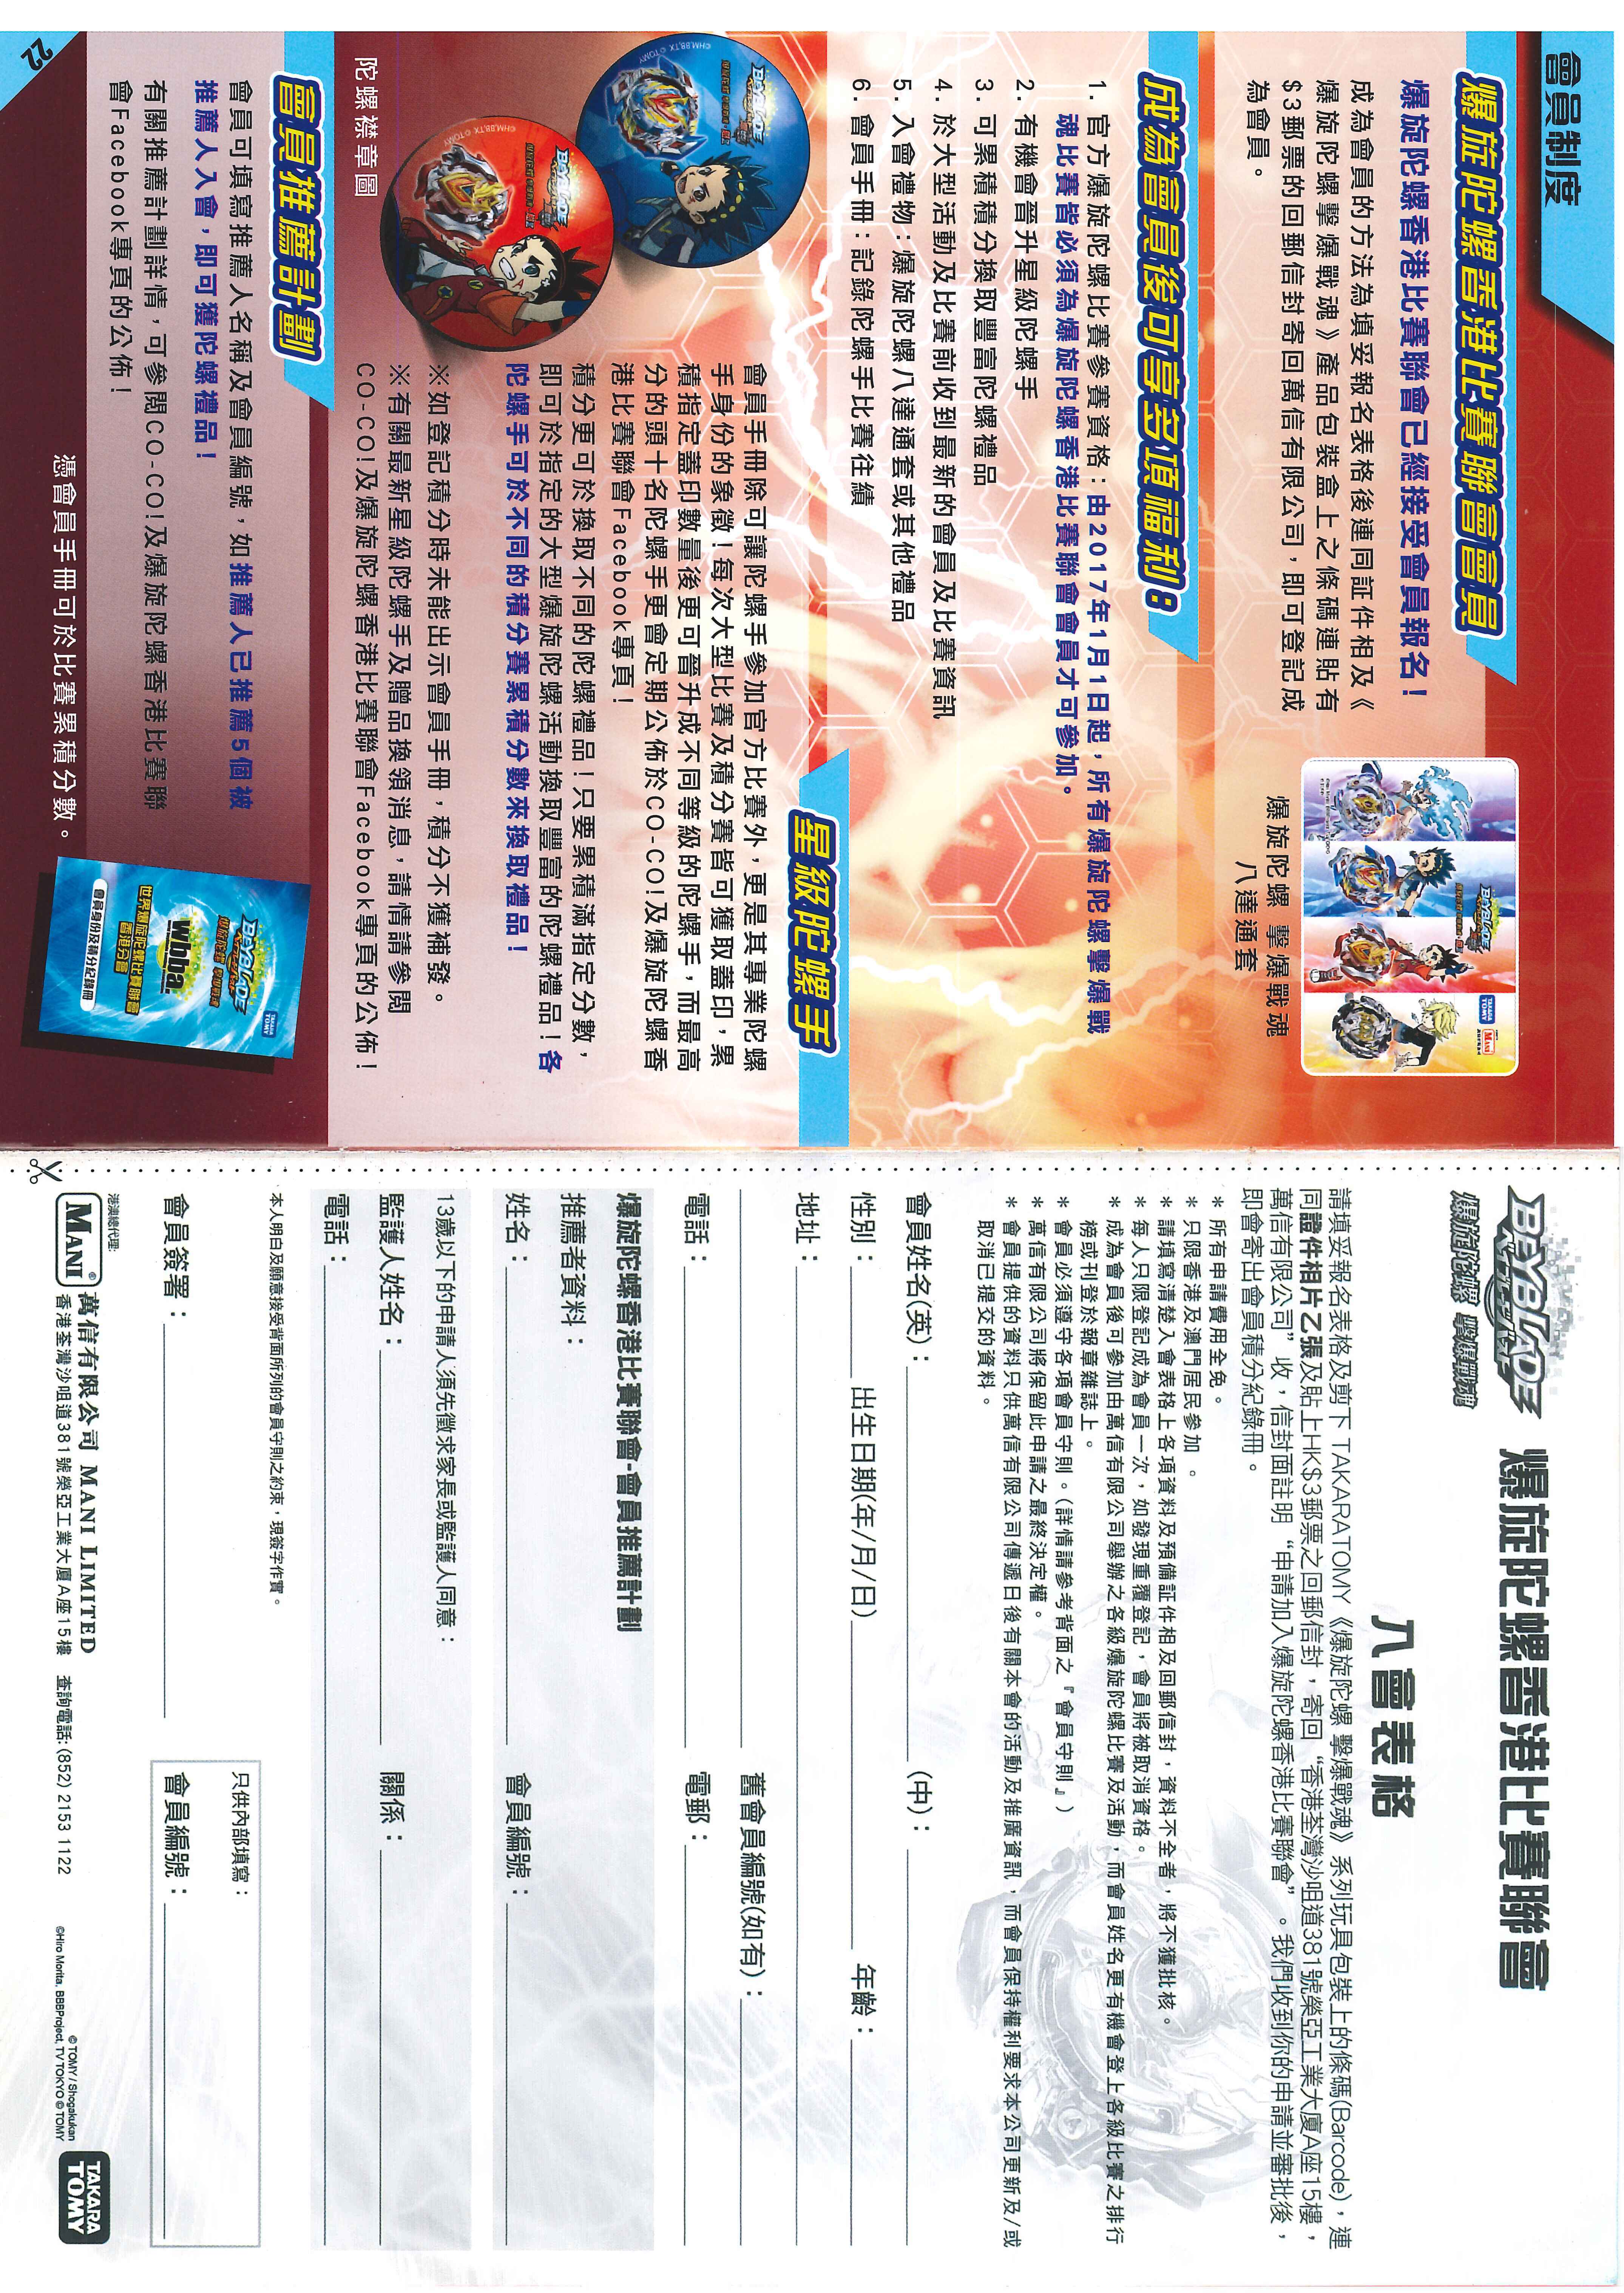 會員制度
爆旋陀螺香港比賽聯會會員
爆旋陀螺香港比賽聯會已經接受會員報名！
成為會員的方法為填妥報名表格後連同証件相及《
爆旋陀螺擊爆戰魂》產品包裝盒上之條碼連貼有
$3郵票的回郵信封寄回萬信有限公司，即可登記成
為會員。
BEYBLADE
TAKARA TOMY
MANI
爆旋陀螺 擊爆戰魂
八達通套
成為會員後可享多項福利：
1. 官方爆旋陀螺比賽參賽資格：由2017年1月1日起，所有爆旋陀螺擊爆戰
魂比賽皆必須為爆旋陀螺香港比賽聯會會員才可參加。
2. 有機會晉升星級陀螺手
3. 可累積積分換取豐富陀螺禮品
4. 於大型活動及比賽前收到最新的會員及比賽資訊
5. 入會禮物：爆旋陀螺八達通套或其他禮品
6. 會員手冊：記錄陀螺手比賽往績
星級陀螺手
會員手冊除可讓陀螺手參加官方比賽外，更是其專業陀螺
手身份的象徵！每次大型比賽及積分賽皆可獲取蓋印，累
積指定蓋印數量後更可晉升成不同等級的陀螺手，而最高
分的頭十名陀螺手更會定期公佈於CO-CO!及爆旋陀螺香
港比賽聯會Facebook專頁！
積分更可於換取不同的陀螺禮品！只要累積滿指定分數，
即可於指定的大型爆旋陀螺活動換取豐富的陀螺禮品！各
陀螺手可於不同的積分賽累積分數來換取禮品！
※如登記積分時未能出示會員手冊，積分不獲補發。
※有關最新星級陀螺手及贈品換領消息，請情請參閱
CO-CO!及爆旋陀螺香港比賽聯會Facebook專頁的公佈！
BEYBLADE
CHM,BB,TX ©TOMY
BEYBLADE
CHM,BB,TX ©TOMY
陀螺襟章圖
會員推薦計劃
會員可填寫推薦人名稱及會員編號，如推薦人已推薦5個被
推薦人入會，即可獲陀螺禮品！
有關推薦計劃詳情，可參閱CO-CO!及爆旋陀螺香港比賽聯
會Facebook專頁的公佈！
TAKARA TOMY
BEYBLADE
ベイブレードバースト
爆旋陀螺 擊爆戰魂
wbba.
世界爆旋陀螺比賽聯會
香港分會
會員身份及積分紀錄冊
憑會員手冊可於比賽累積分數。
22
BEYBLADE
ベイブレードバースト
爆旋陀螺 擊爆戰魂
爆旋陀螺香港比賽聯會
入會表格
請填妥報名表格及剪下 TAKARATOMY《爆旋陀螺 擊爆戰魂》系列玩具包裝上的條碼(Barcode)，連
同證件相片乙張及貼上HK$3郵票之回郵信封，寄回“香港荃灣沙咀道381號榮亞工業大廈A座15樓，
萬信有限公司”收，信封面註明“申請加入爆旋陀螺香港比賽聯會”。我們收到你的申請並審批後，
即會寄出會員積分紀錄冊。
* 所有申請費用全免。
* 只限香港及澳門居民參加 。
* 請填寫清楚入會表格上各項資料及預備証件相及回郵信封，資料不全者，將不獲批核。
* 每人只限登記成為會員一次，如發現重覆登記，會員將被取消資格。
* 成為會員後可參加由萬信有限公司舉辦之各級爆旋陀螺比賽及活動，而會員姓名更有機會登上各級比賽之排行
榜或刊登於報章雜誌上。
* 會員必須遵守各項會員守則。（詳情請參考背面之『會員守則』）
* 萬信有限公司將保留此申請之最終決定權。
* 會員提供的資料只供萬信有限公司傳遞日後有關本會的活動及推廣資訊，而會員保持權利要求本公司更新及/或
取消已提交的資料。
會員姓名(英)： (中)：
性別： 出生日期(年/月/日) 年齡：
地址：
舊會員編號(如有)：
電話： 電郵：
爆旋陀螺香港比賽聯會-會員推薦計劃
推薦者資料：
姓名： 會員編號：
13歲以下的申請人須先徵求家長或監護人同意：
監護人姓名： 關係：
電話：
本人明白及願意接受背面所列的會員守則之約束，現簽字作實。
只供內部填寫：
會員簽署： 會員編號：
港澳總代理:
MANI® 萬信有限公司 MANI LIMITED
香港荃灣沙咀道381號榮亞工業大廈A座15樓 查詢電話:(852) 2153 1122
© TOMY / Shogakukan
©Hiro Morita, BBBProject, TV TOKYO © TOMY
TAKARA TOMY